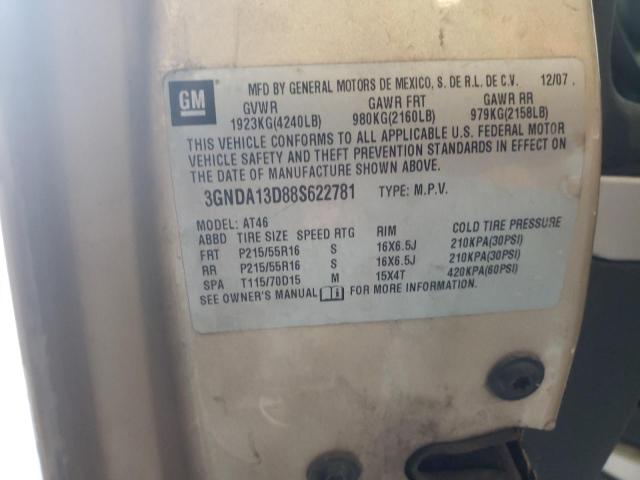 GM
MFD BY GENERAL MOTORS DE MEXICO, S. DE R.L. DE C.V. 12/07
GVWR GAWR FRT GAWR RR
1923KG(4240LB) 980KG(2160LB) 979KG(2158LB)
THIS VEHICLE CONFORMS TO ALL APPLICABLE U.S. FEDERAL MOTOR
VEHICLE SAFETY AND THEFT PREVENTION STANDARDS IN EFFECT ON
THE DATE OF MANUFACTURE SHOWN ABOVE.
3GNDA13D88S622781 TYPE: M.P.V.
MODEL: AT46
ABBD TIRE SIZE SPEED RTG RIM COLD TIRE PRESSURE
FRT P215/55R16 S 16X6.5J 210KPA(30PSI)
RR P215/55R16 S 16X6.5J 210KPA(30PSI)
SPA T115/70D15 M 15X4T 420KPA(60PSI)
SEE OWNER'S MANUAL FOR MORE INFORMATION.